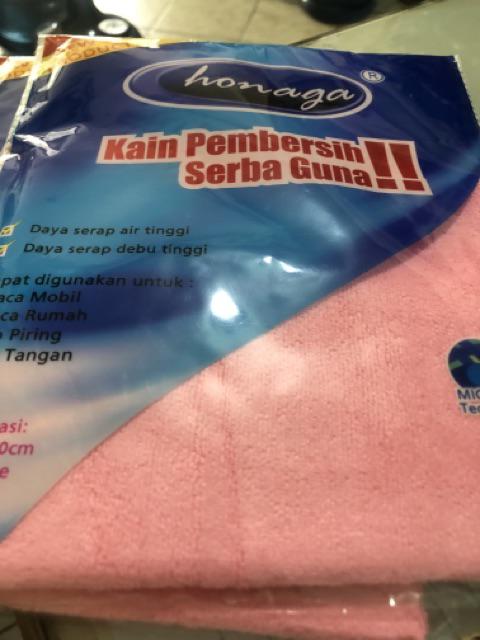 honaga®
Kain Pembersih
Serba Guna!!
Daya serap air tinggi
Daya serap debu tinggi
pat digunakan untuk :
aca Mobil
ca Rumah
Piring
Tangan
asi:
0cm
e